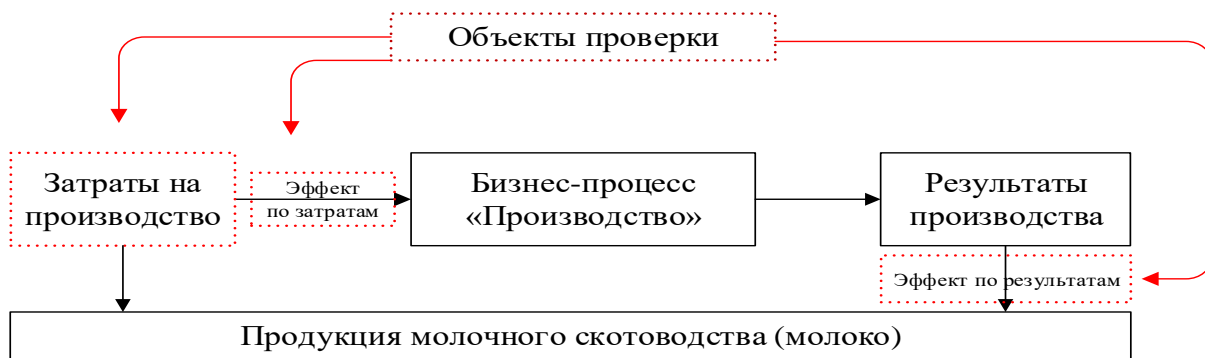 Объекты проверки
Затраты на
производство
Эффект
по затратам
Бизнес-процесс
«Производство»
Результаты
производства
Эффект по результатам
Продукция молочного скотоводства (молоко)